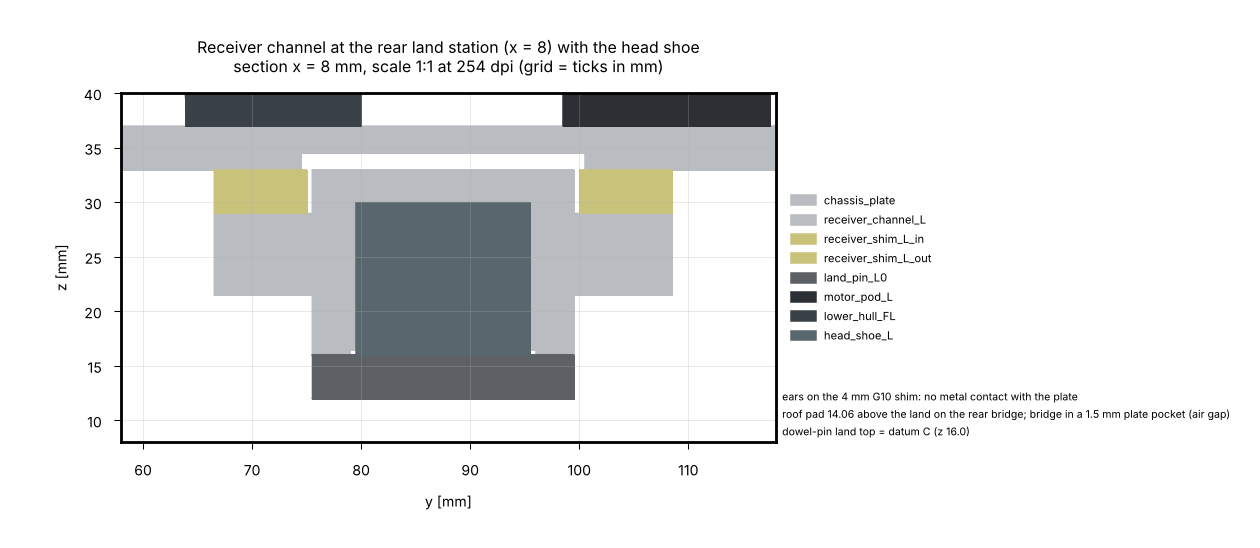 Receiver channel at the rear land station (x = 8) with the head shoe
section x = 8 mm, scale 1:1 at 254 dpi (grid = ticks in mm)
40
35
30
25
20
15
10
z [mm]
60
70
80
90
100
110
y [mm]
chassis_plate
receiver_channel_L
receiver_shim_L_in
receiver_shim_L_out
land_pin_L0
motor_pod_L
lower_hull_FL
head_shoe_L
ears on the 4 mm G10 shim: no metal contact with the plate
roof pad 14.06 above the land on the rear bridge; bridge in a 1.5 mm plate pocket (air gap)
dowel-pin land top = datum C (z 16.0)